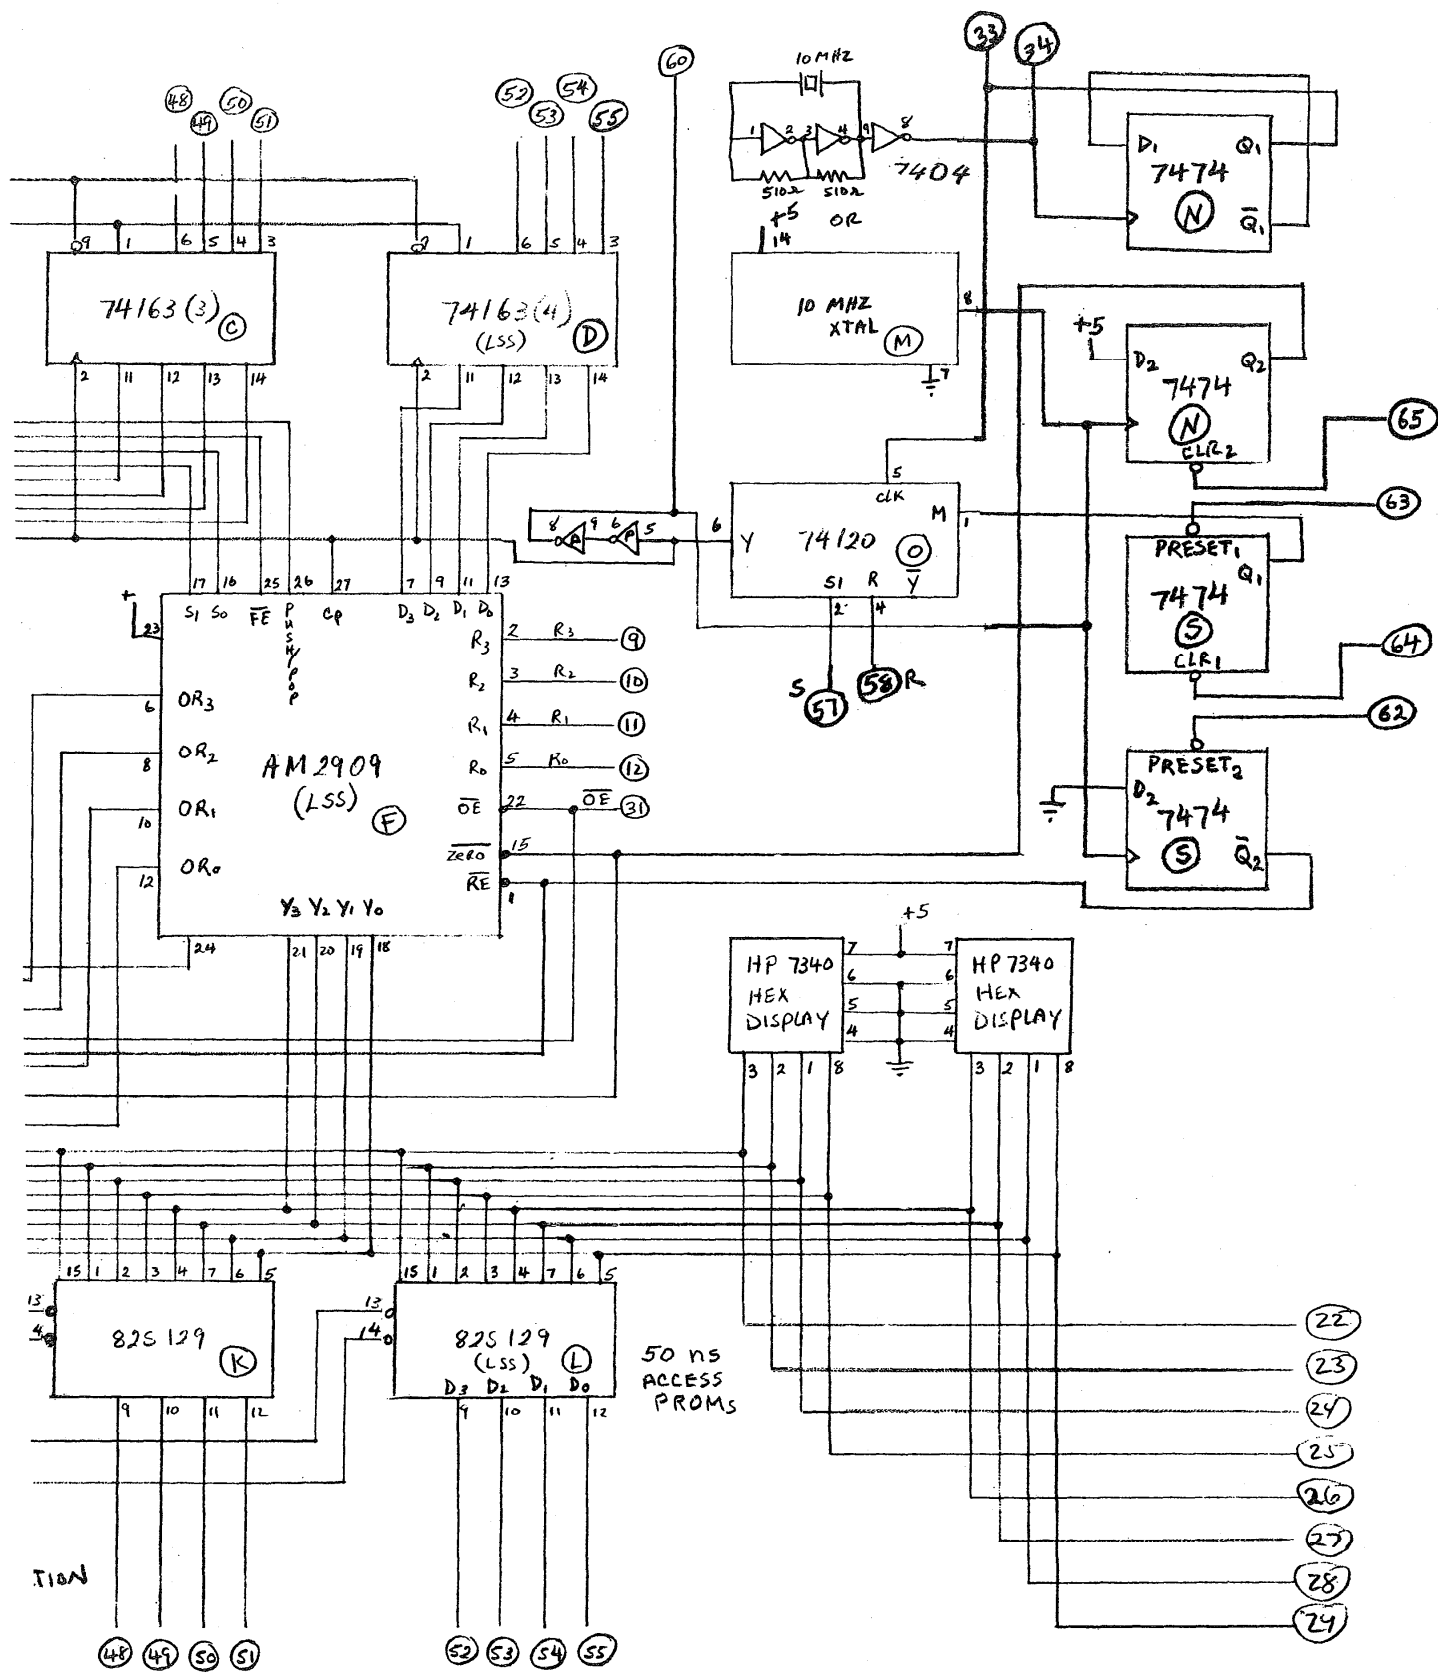 48 49 50 51
52 53 54 55
60
33 34
10 MHZ
1 2 3 4 9 8
510Ω 510Ω
7404
+5 OR
14
D1 Q1
7474
N
Q̅1
9 1 6 5 4 3
74163(3) C
2 11 12 13 14
1 6 5 4 3
74163(4)
(LSS) D
2 11 12 13 14
10 MHZ
XTAL M
8
7
+5
D2 Q2
7474
N
CLR2
65
63
5
CLK
6 Y 74120 M 1
O
S1 R Y̅
2 4
S 57 58 R
8 9 6 5
P P
PRESET1
Q1
7474
S
CLR1
64
62
PRESET2
D2
7474
S Q̅2
+
23
17 16 25 26 27 7 9 11 13
S1 S0 F̅E̅ PUSH/POP CP D3 D2 D1 D0
R3 2 R3 9
R2 3 R2 10
R1 4 R1 11
R0 5 R0 12
O̅E̅ 22 O̅E̅ 31
Z̅E̅R̅O̅ 15
R̅E̅ 1
6 OR3
8 OR2
10 OR1
12 OR0
AM2909
(LSS)
F
Y3 Y2 Y1 Y0
24 21 20 19 18
+5
HP 7340
HEX
DISPLAY
7 6 5 4
3 2 1 8
7 6 5 4
HP 7340
HEX
DISPLAY
3 2 1 8
15 1 2 3 4 7 6 5
13
4
82S129
K
9 10 11 12
15 1 2 3 4 7 6 5
13
14
82S129
(LSS) L
D3 D2 D1 D0
9 10 11 12
50 ns
ACCESS
PROMs
22
23
24
25
26
27
28
29
TION
48 49 50 51
52 53 54 55